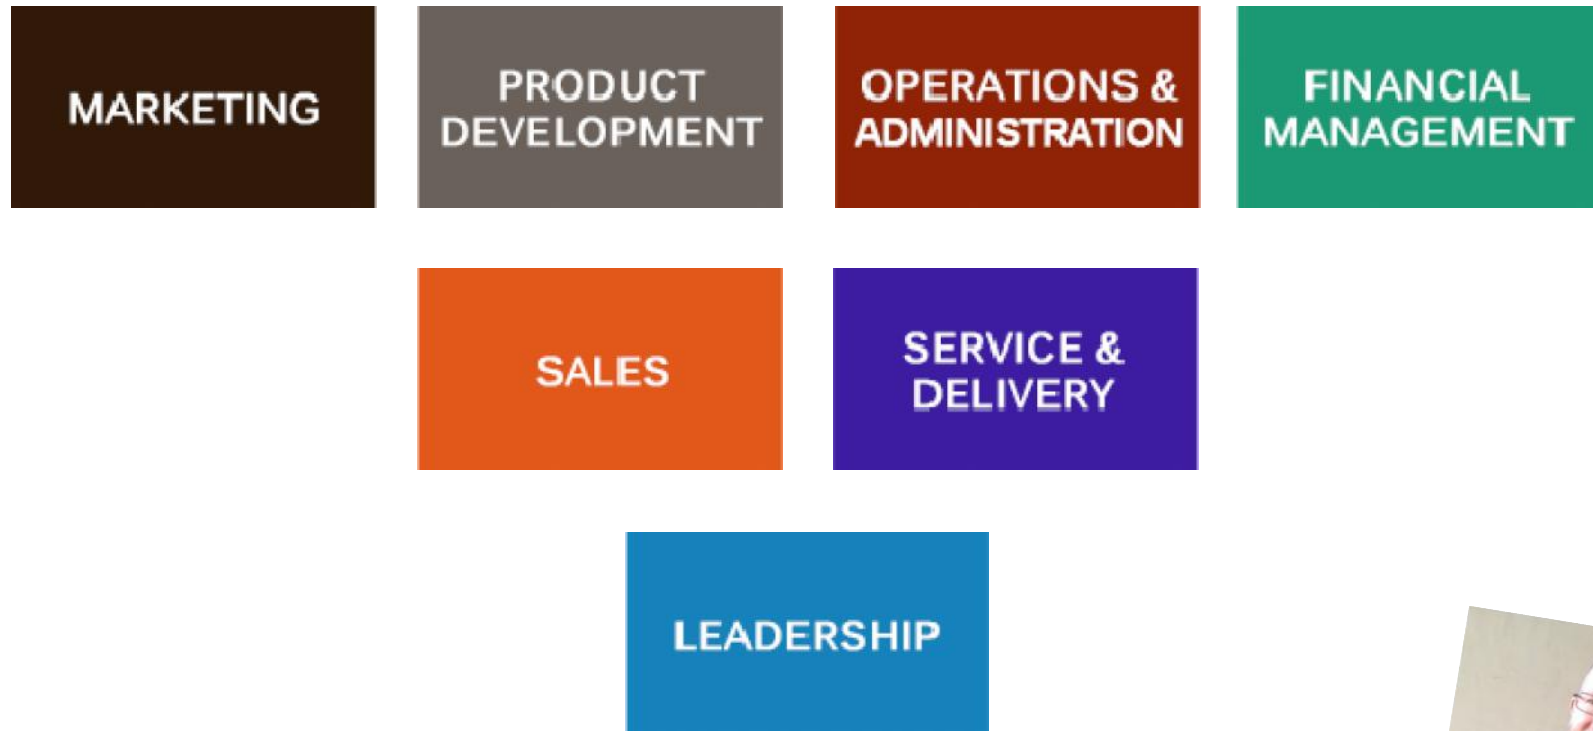 MARKETING
PRODUCT
DEVELOPMENT
OPERATIONS &
ADMINISTRATION
FINANCIAL
MANAGEMENT
SALES
SERVICE &
DELIVERY
LEADERSHIP